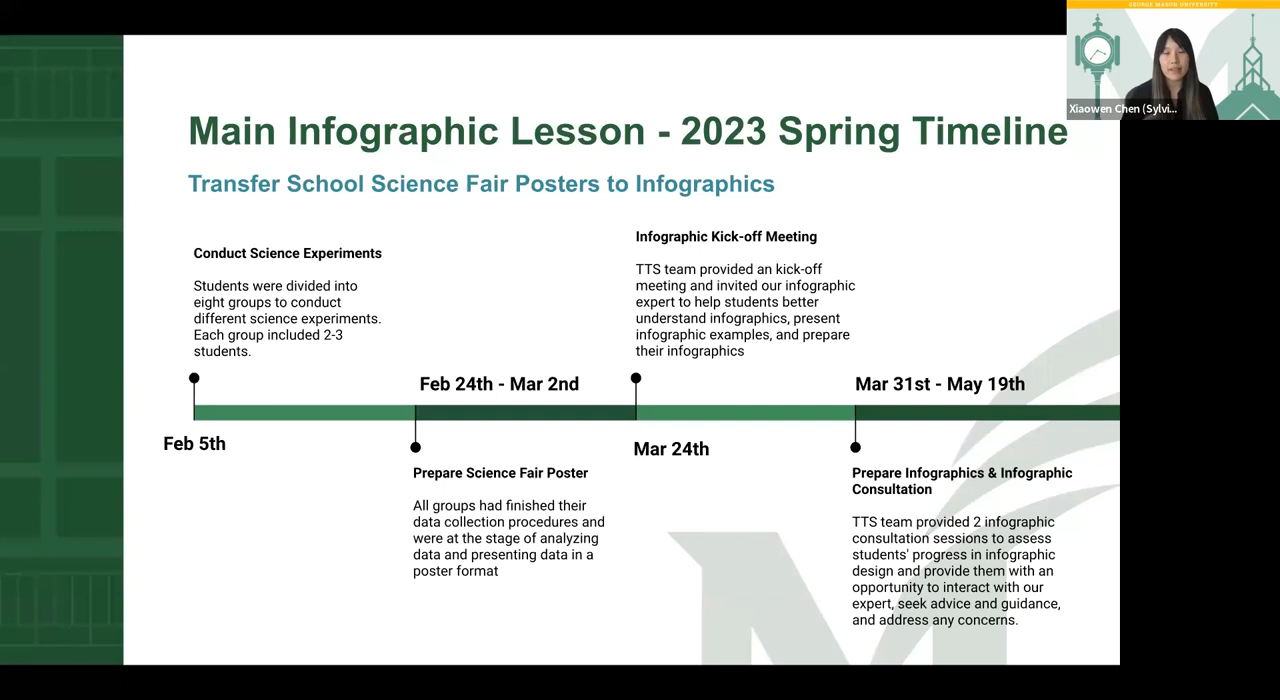 GEORGE MASON UNIVERSITY
Xiaowen Chen (Sylvi...
Main Infographic Lesson - 2023 Spring Timeline
Transfer School Science Fair Posters to Infographics
Conduct Science Experiments
Students were divided into
eight groups to conduct
different science experiments.
Each group included 2-3
students.
Feb 5th
Feb 24th - Mar 2nd
Prepare Science Fair Poster
All groups had finished their
data collection procedures and
were at the stage of analyzing
data and presenting data in a
poster format
Infographic Kick-off Meeting
TTS team provided an kick-off
meeting and invited our infographic
expert to help students better
understand infographics, present
infographic examples, and prepare
their infographics
Mar 24th
Mar 31st - May 19th
Prepare Infographics & Infographic
Consultation
TTS team provided 2 infographic
consultation sessions to assess
students' progress in infographic
design and provide them with an
opportunity to interact with our
expert, seek advice and guidance,
and address any concerns.